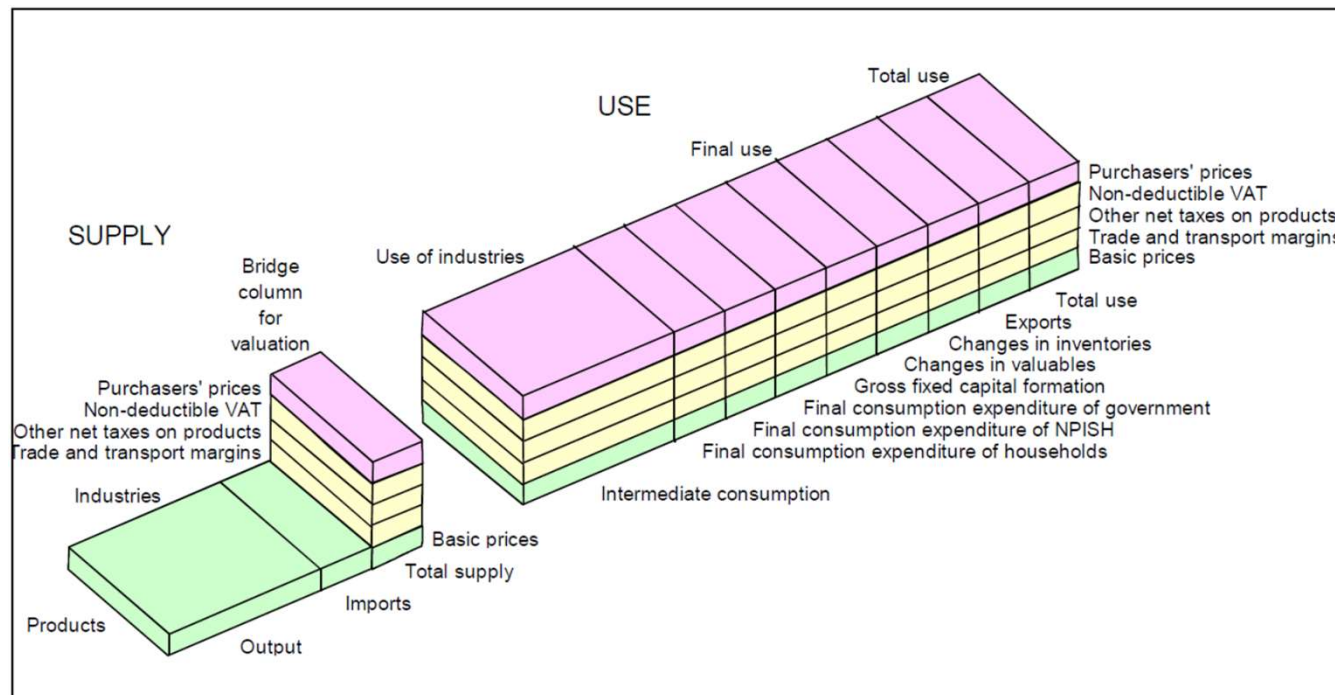 USE
Total use
Final use
Use of industries
Purchasers' prices
Non-deductible VAT
Other net taxes on products
Trade and transport margins
Basic prices
Total use
Exports
Changes in inventories
Changes in valuables
Gross fixed capital formation
Final consumption expenditure of government
Final consumption expenditure of NPISH
Final consumption expenditure of households
Intermediate consumption
SUPPLY
Bridge
column
for
valuation
Purchasers' prices
Non-deductible VAT
Other net taxes on products
Trade and transport margins
Industries
Basic prices
Total supply
Imports
Output
Products